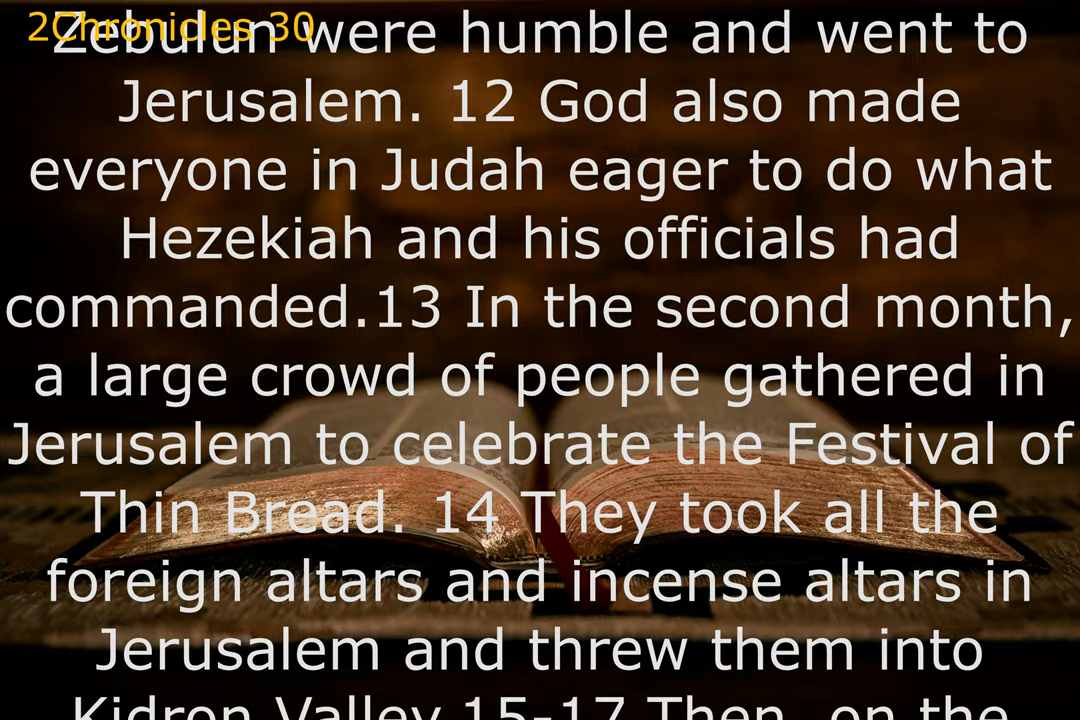 2Chronicles 30
Zebulun were humble and went to
Jerusalem. 12 God also made
everyone in Judah eager to do what
Hezekiah and his officials had
commanded.13 In the second month,
a large crowd of people gathered in
Jerusalem to celebrate the Festival of
Thin Bread. 14 They took all the
foreign altars and incense altars in
Jerusalem and threw them into
Kidron Valley.15-17 Then, on the